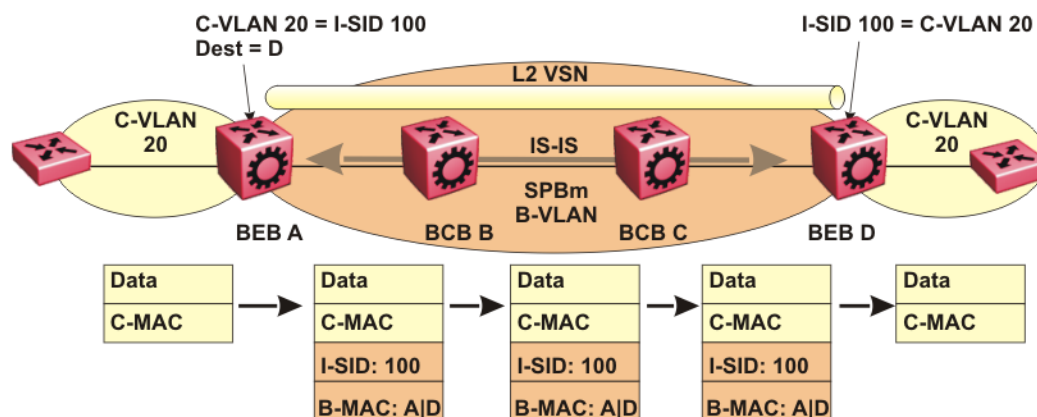 C-VLAN 20 = I-SID 100
Dest = D
I-SID 100 = C-VLAN 20
L2 VSN
C-VLAN
20
IS-IS
C-VLAN
20
SPBm
B-VLAN
BEB A
BCB B
BCB C
BEB D
Data
C-MAC
Data
C-MAC
I-SID: 100
B-MAC: A|D
Data
C-MAC
I-SID: 100
B-MAC: A|D
Data
C-MAC
I-SID: 100
B-MAC: A|D
Data
C-MAC